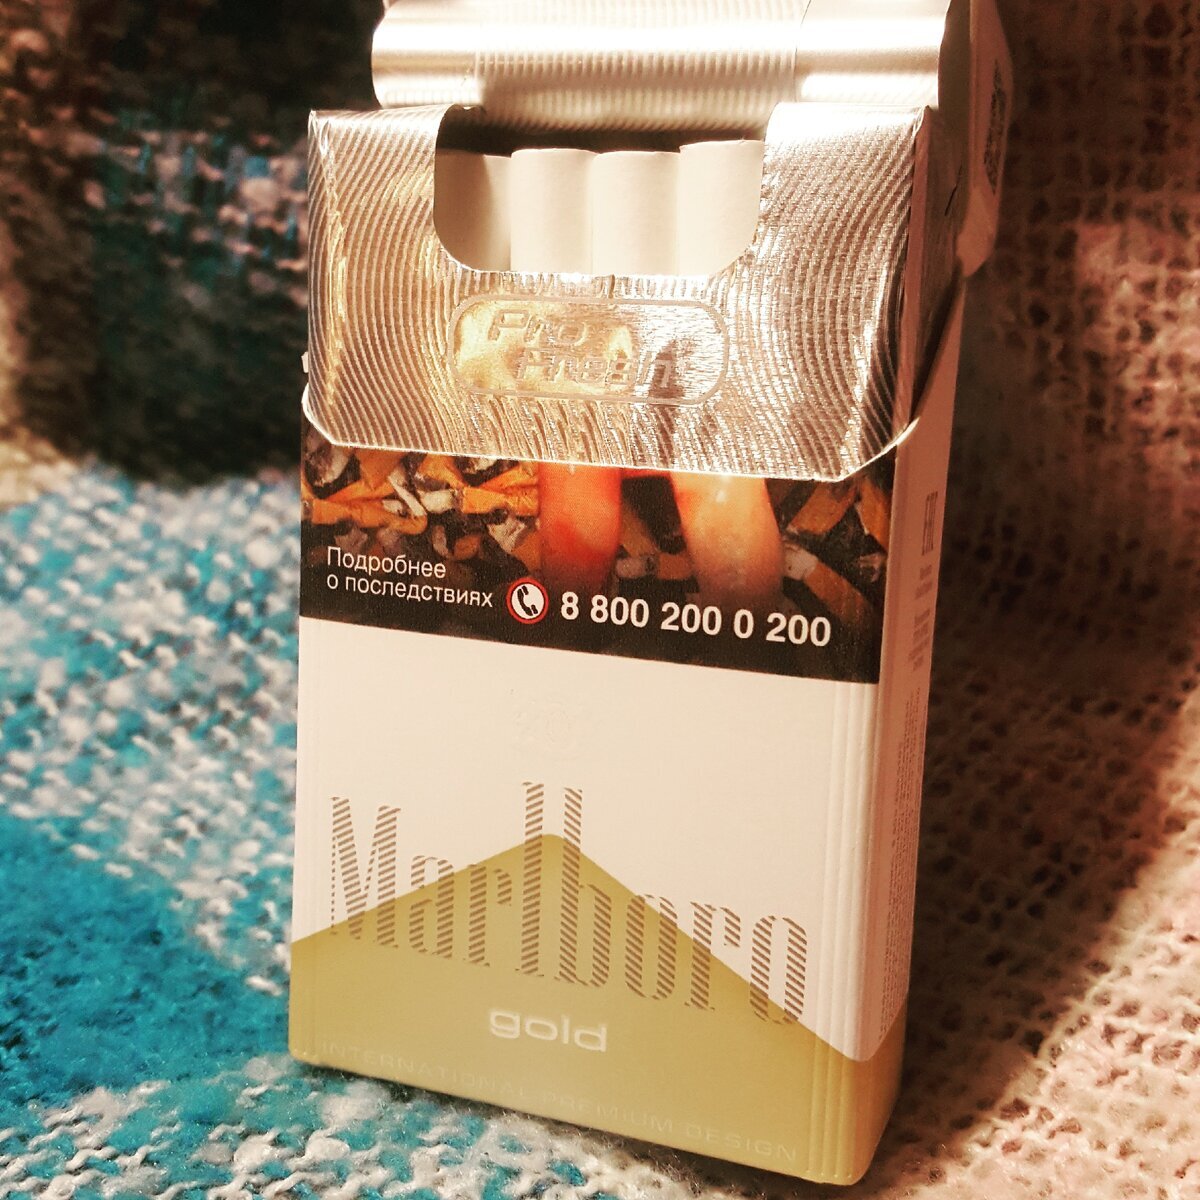 Pro
Fresh
Подробнее
о последствиях
8 800 200 0 200
Marlboro
gold
INTERNATIONAL PREMIUM DESIGN